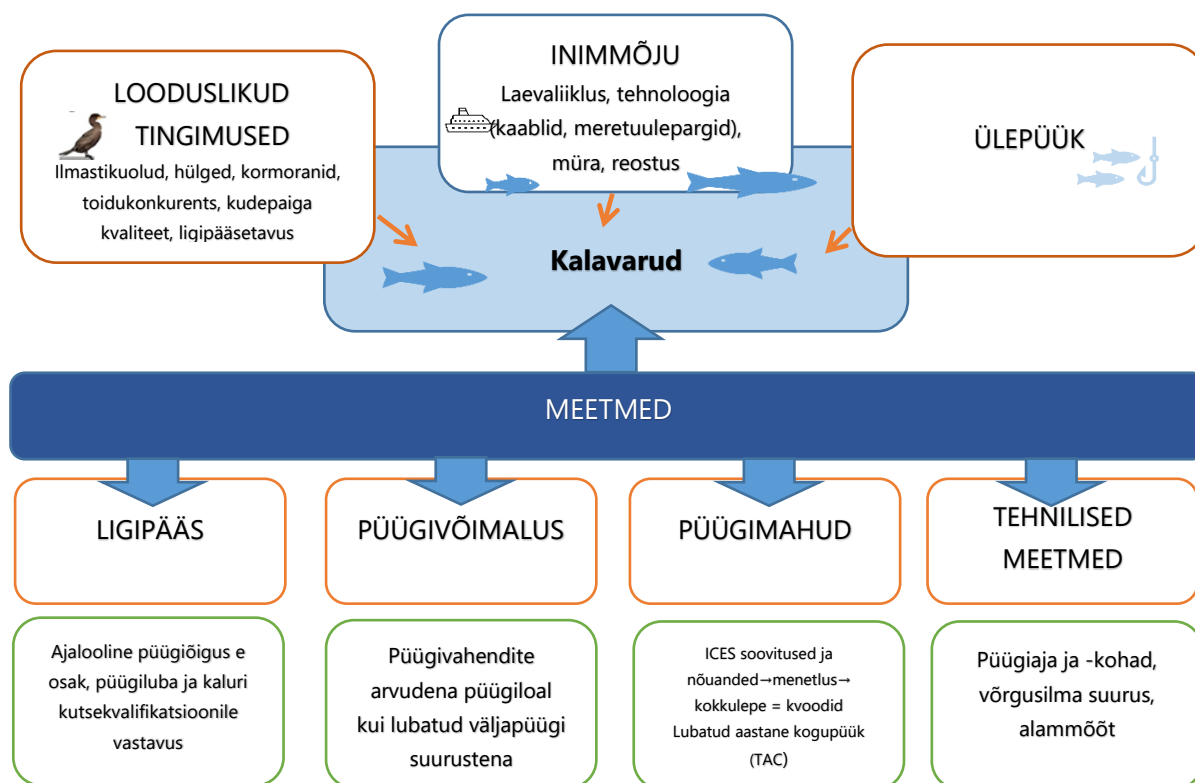 LOODUSLIKUD
TINGIMUSED
Ilmastikuolud, hülged, kormoranid,
toidukonkurents, kudepaiga
kvaliteet, ligipääsetavus
INIMMÕJU
Laevaliiklus, tehnoloogia
(kaablid, meretuulepargid),
müra, reostus
ÜLEPÜÜK
Kalavarud
MEETMED
LIGIPÄÄS
PÜÜGIVÕIMALUS
PÜÜGIMAHUD
TEHNILISED
MEETMED
Ajalooline püügiõigus e
osak, püügiluba ja kaluri
kutsekvalifikatsioonile
vastavus
Püügivahendite
arvudena püügiloal
kui lubatud väljapüügi
suurustena
ICES soovitused ja
nõuanded→menetlus→
kokkulepe = kvoodid
Lubatud aastane kogupüük
(TAC)
Püügiaja ja -kohad,
võrgusilma suurus,
alammõõt